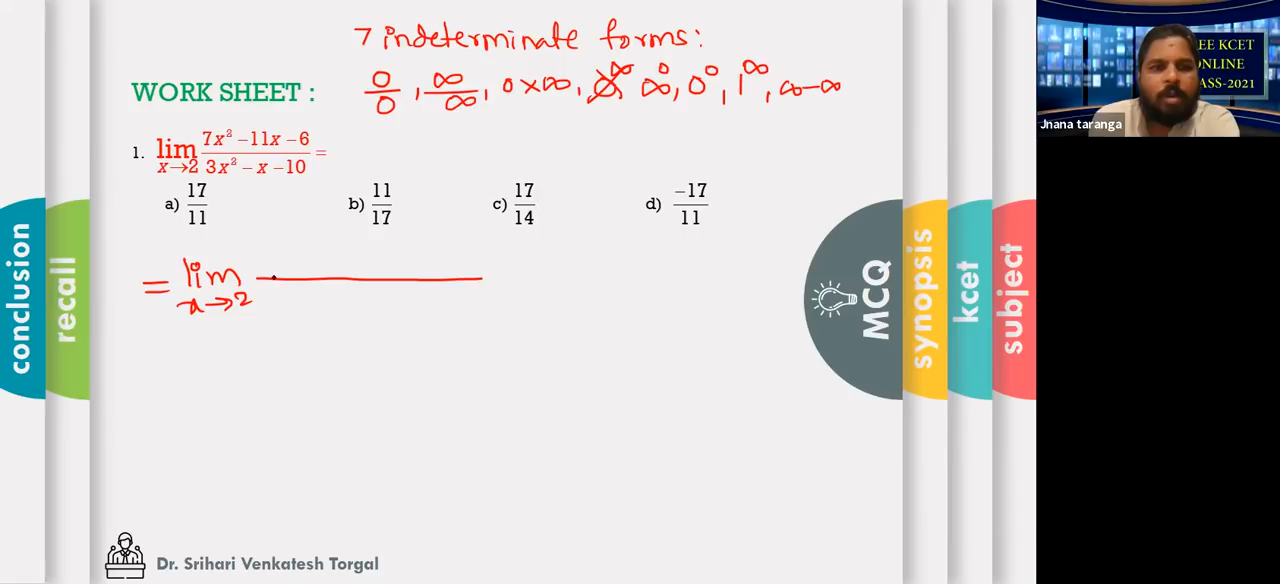 7 indeterminate forms:
0/0, ∞/∞, 0×∞, ∞⁰, 0⁰, 1^∞, ∞-∞
WORK SHEET :
1. lim x→2 (7x² - 11x - 6)/(3x² - x - 10) =
a) 17/11 b) 11/17 c) 17/14 d) -17/11
= lim x→2
conclusion
recall
MCQ
synopsis
kcet
subject
Dr. Srihari Venkatesh Torgal
EE KCET
ONLINE
ASS-2021
Jnana taranga